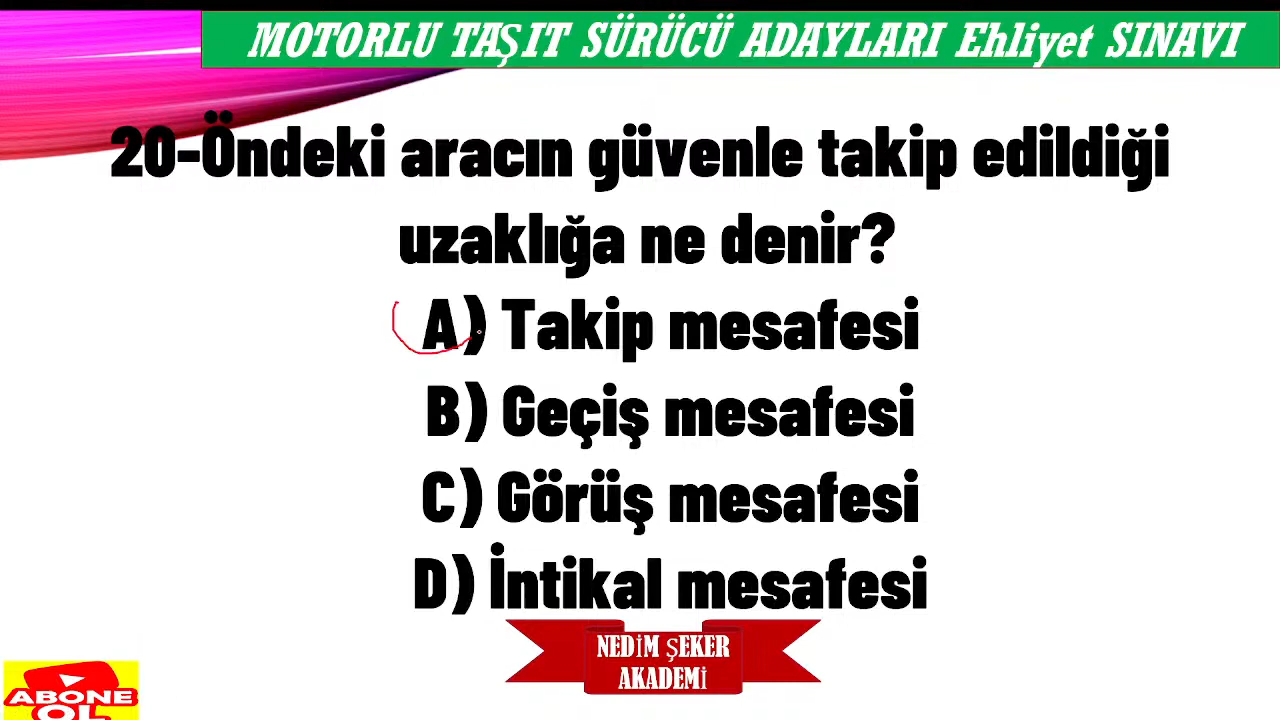 MOTORLU TAŞIT SÜRÜCÜ ADAYLARI Ehliyet SINAVI
20-Öndeki aracın güvenle takip edildiği
uzaklığa ne denir?
A) Takip mesafesi
B) Geçiş mesafesi
C) Görüş mesafesi
D) İntikal mesafesi
NEDİM ŞEKER
AKADEMİ
ABONE
OL